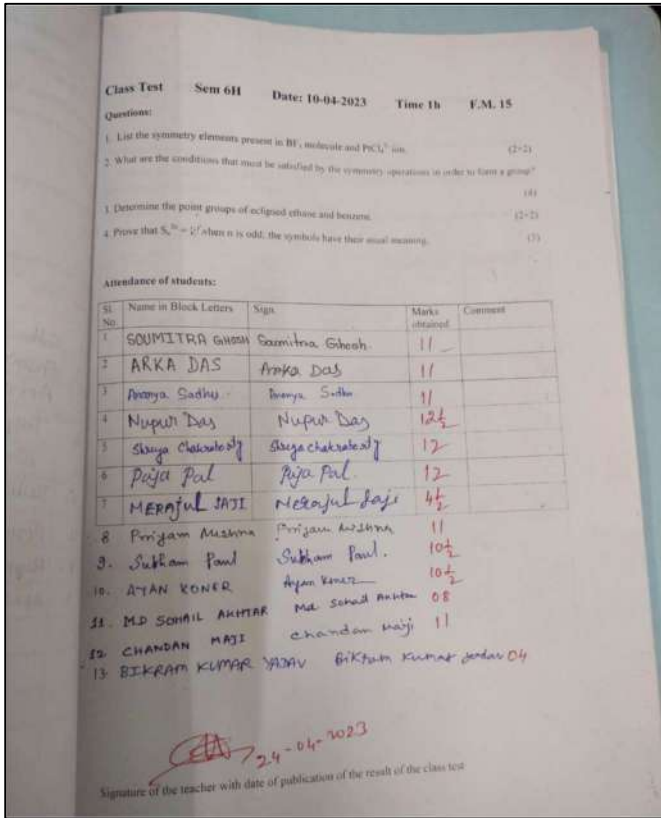 Class Test Sem 6H Date: 10-04-2023 Time 1h F.M. 15
Questions:
1. List the symmetry elements present in BF₃ molecule and PtCl₄²⁻ ion. (2+2)
2. What are the conditions that must be satisfied by the symmetry operations in order to form a group?
(4)
3. Determine the point groups of eclipsed ethane and benzene. (2+2)
4. Prove that when n is odd; the symbols have their usual meaning. (3)
Attendance of students:
Sl. No. Name in Block Letters Sign. Marks obtained Comment
1 SOUMITRA GHOSH Soumitra Ghosh. 11
2 ARKA DAS Arka Das 11
3 Ananya Sadhu. Ananya Sadhu 11
4 Nupur Das Nupur Das 12½
5 Shreya Chakraborty Shreya Chakraborty 12
6 Puja Pal Puja Pal. 12
7 MERAJUL SAJI Merajul Saji 4½
8 Priyam Mishra Priyam Mishra 11
9. Subham Paul Subham Paul. 10½
10. AYAN KONER Ayan Koner 10½
11. MD SOHAIL AKHTAR Md Sohail Akhtar 08
12 CHANDAN MAJI Chandan Maji 11
13 BIKRAM KUMAR YADAV Bikram Kumar Yadav 04
24-04-2023
Signature of the teacher with date of publication of the result of the class test